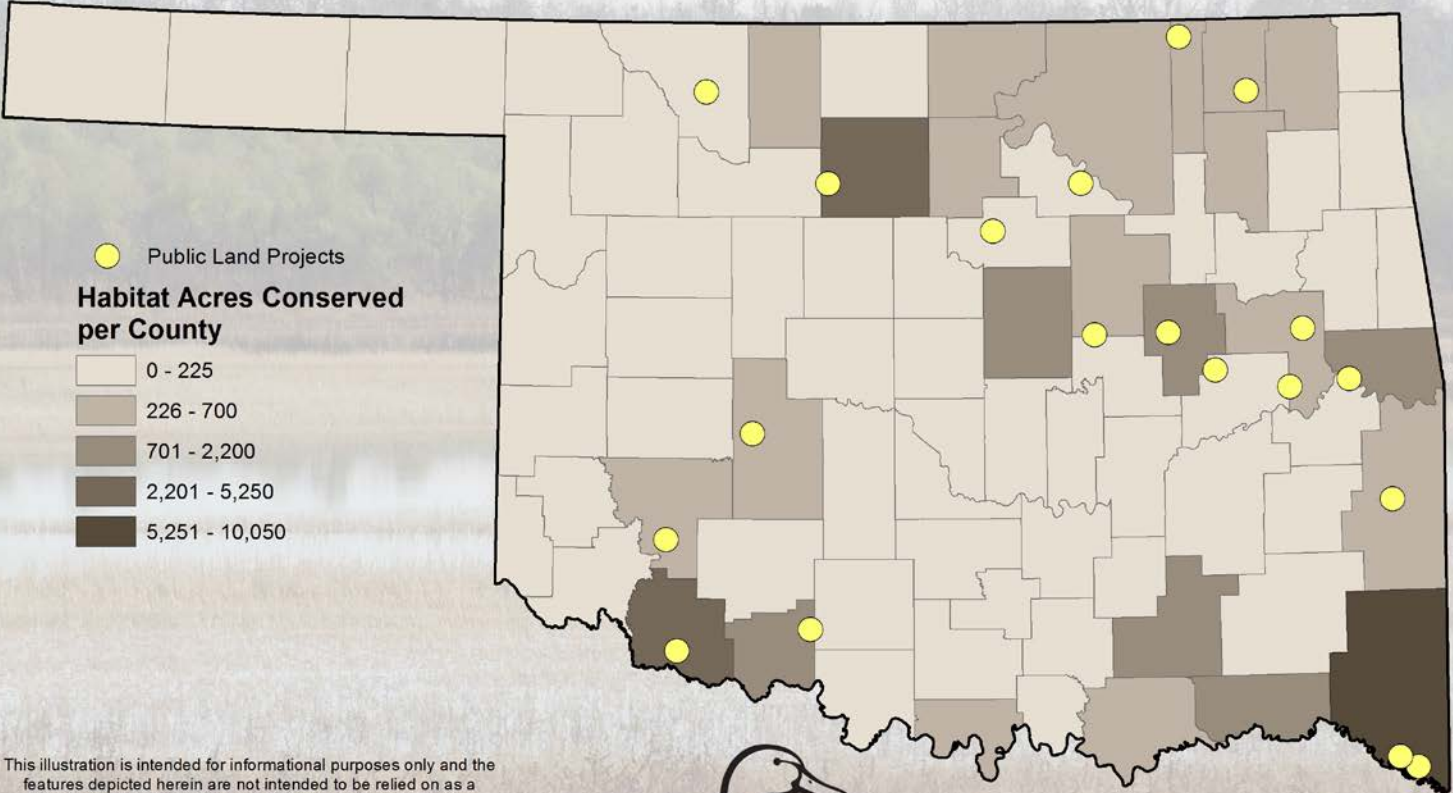 Public Land Projects
Habitat Acres Conserved
per County
0 - 225
226 - 700
701 - 2,200
2,201 - 5,250
5,251 - 10,050
This illustration is intended for informational purposes only and the
features depicted herein are not intended to be relied on as a